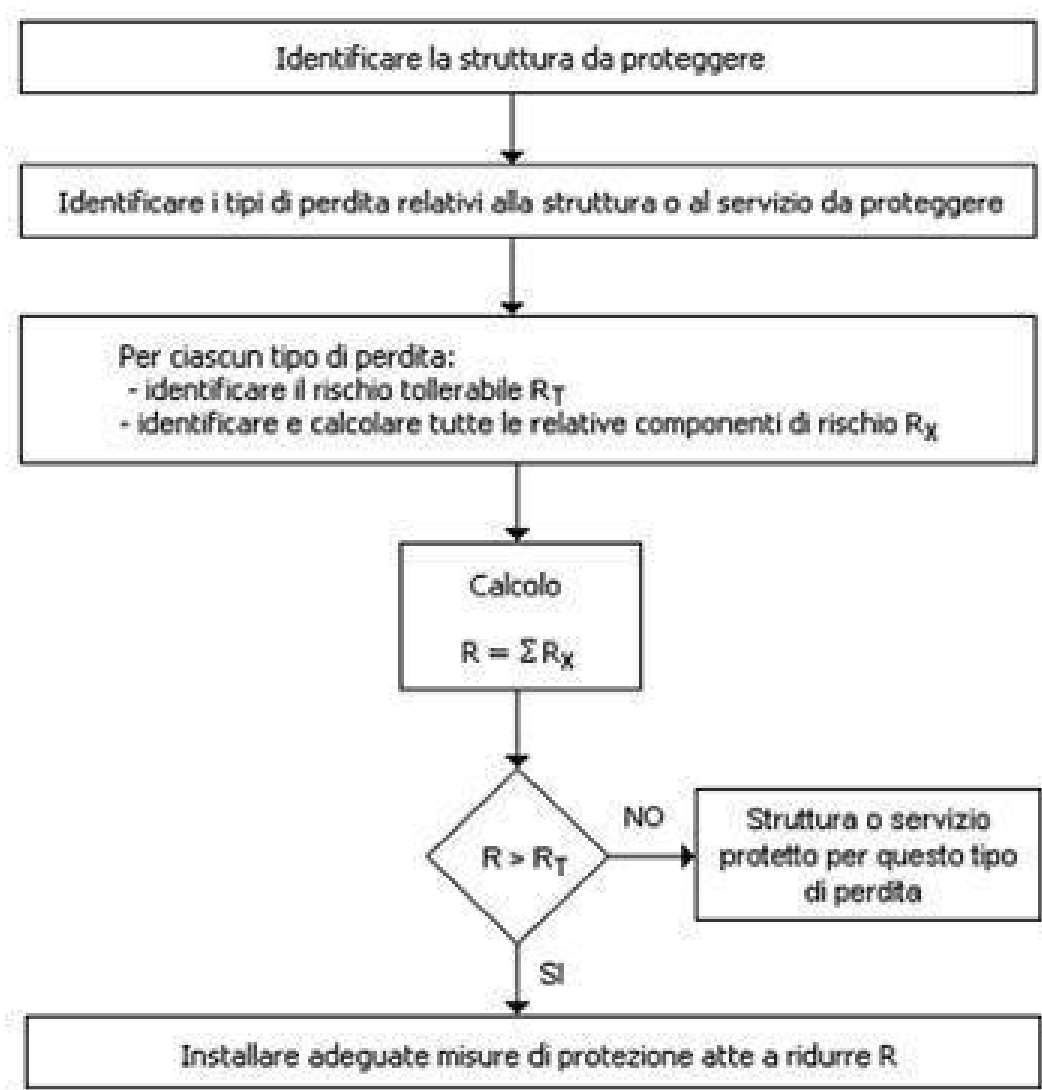 Identificare la struttura da proteggere
Identificare i tipi di perdita relativi alla struttura o al servizio da proteggere
Per ciascun tipo di perdita:
- identificare il rischio tollerabile RT
- identificare e calcolare tutte le relative componenti di rischio RX
Calcolo
R = ΣRX
R > RT
NO
Struttura o servizio
protetto per questo tipo
di perdita
SI
Installare adeguate misure di protezione atte a ridurre R